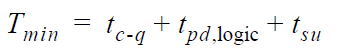 T_min = t_c-q + t_pd,logic + t_su